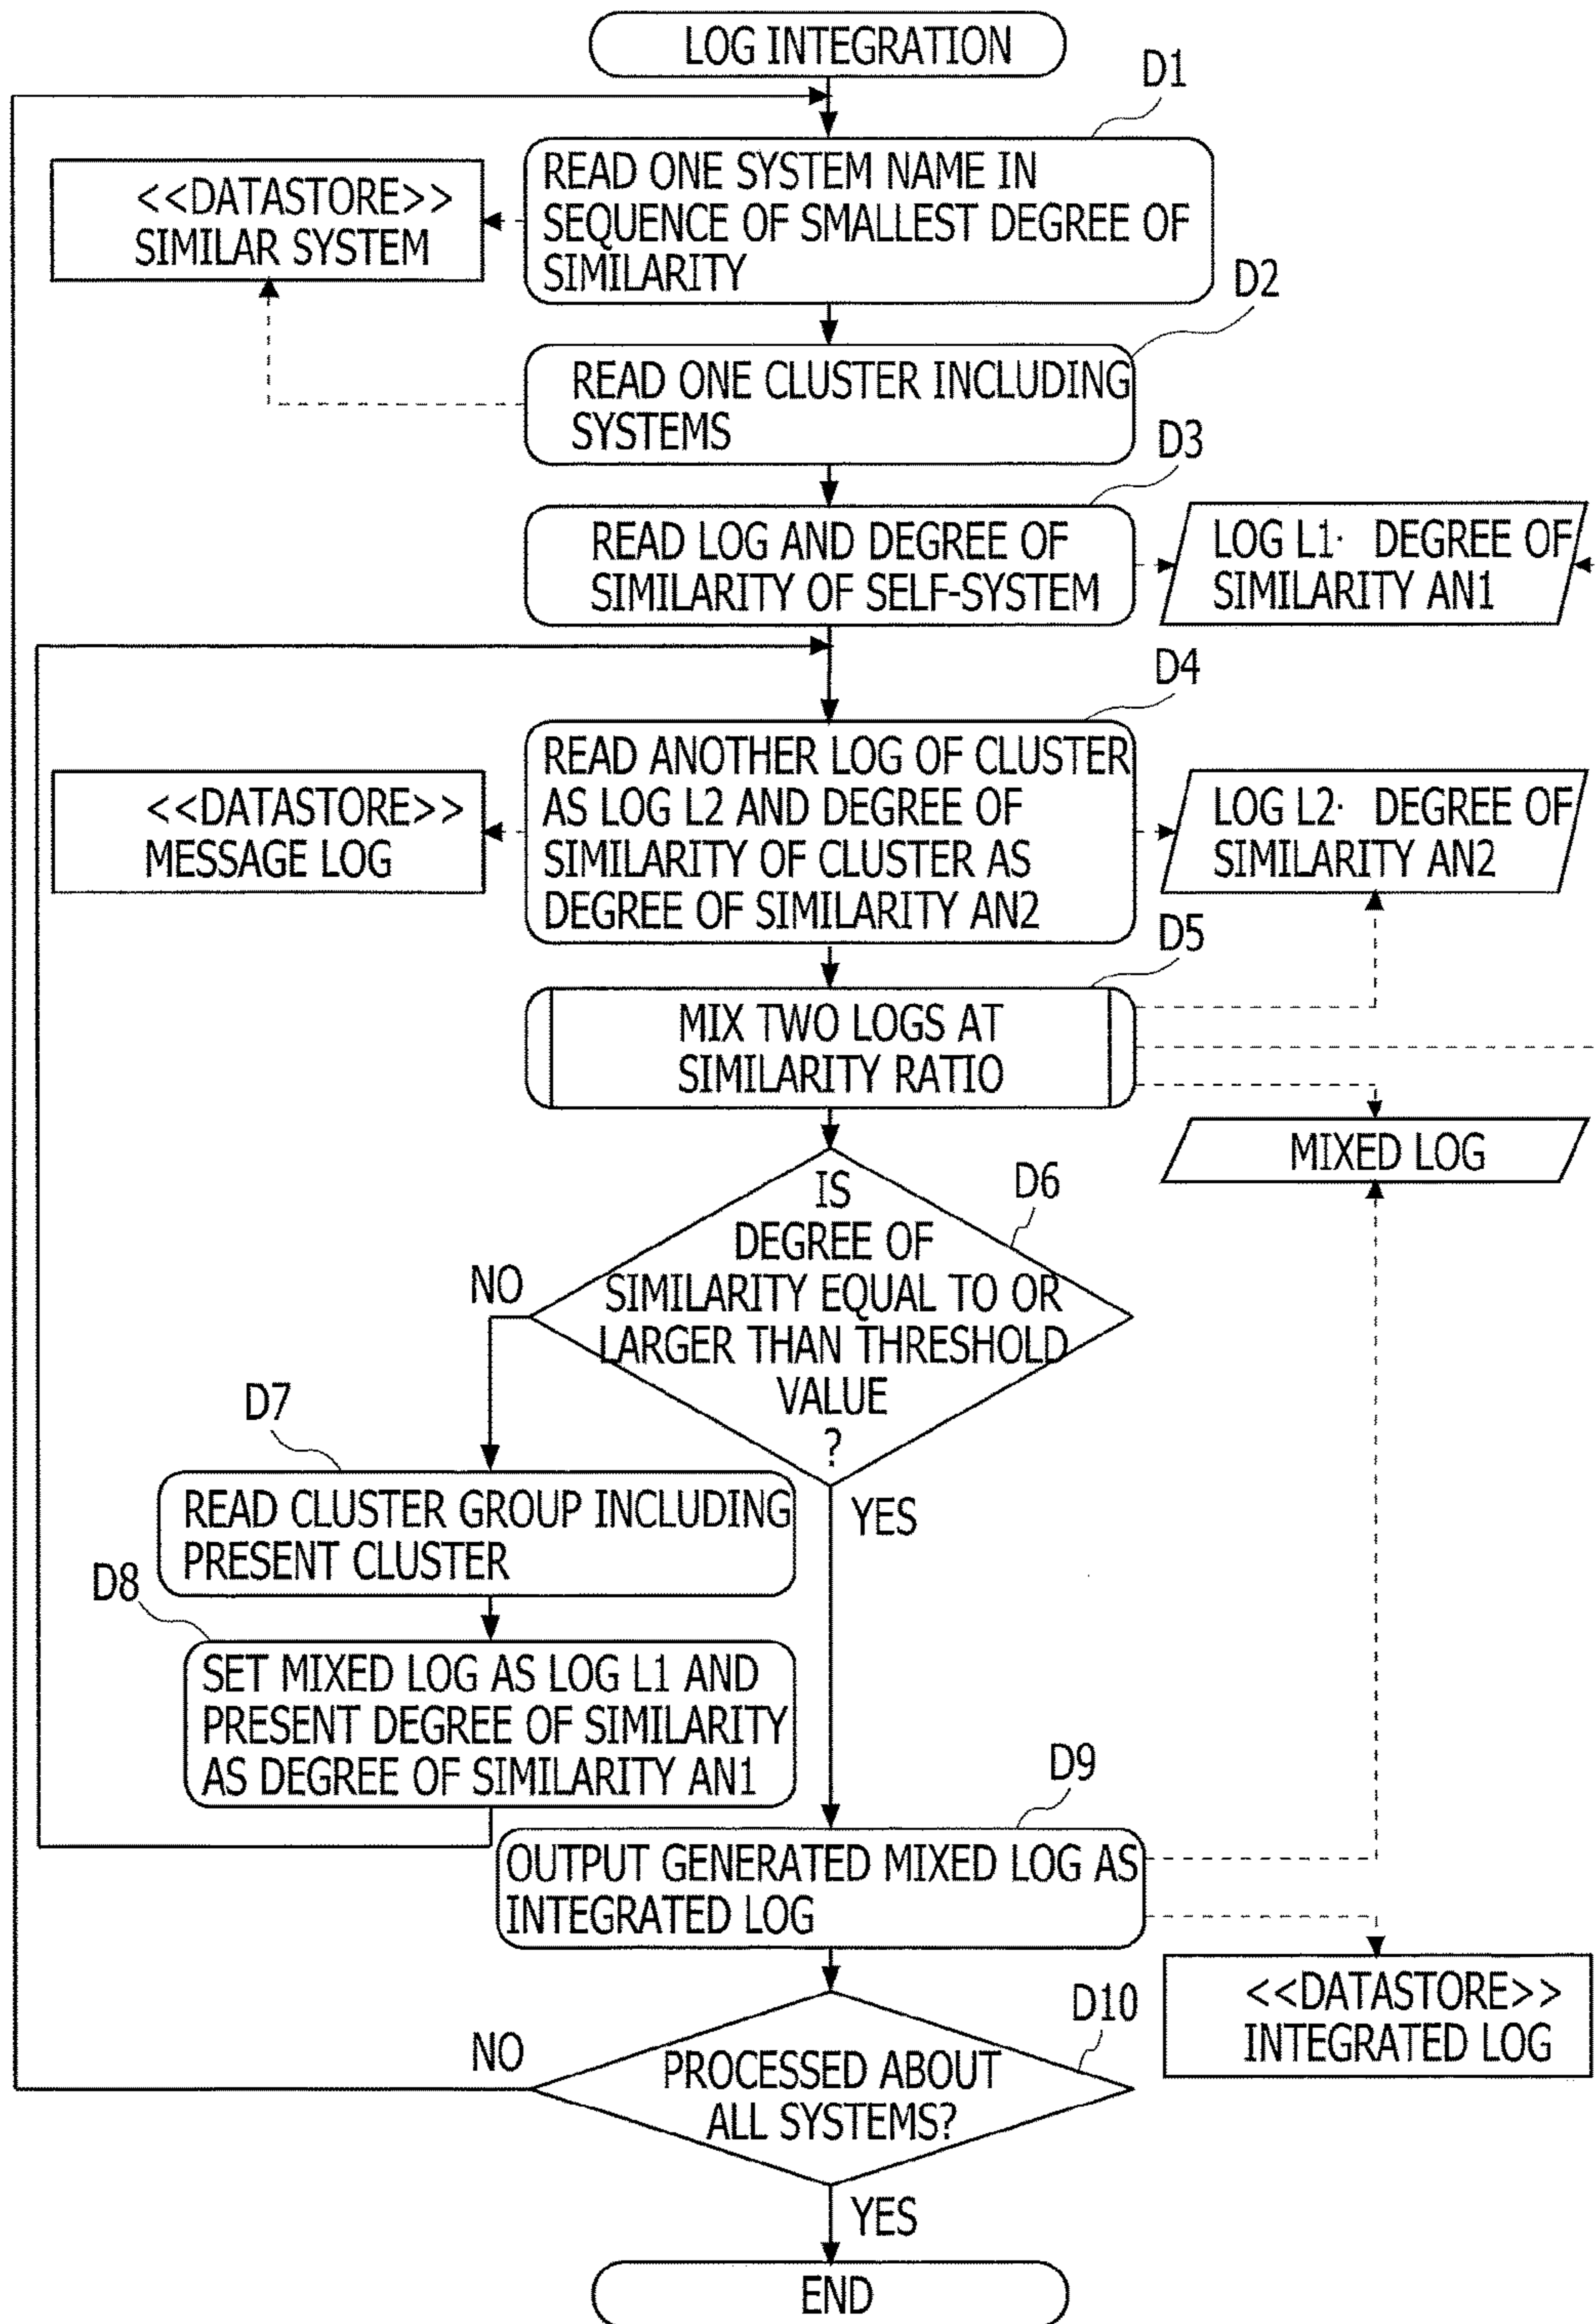 LOG INTEGRATION
D1
READ ONE SYSTEM NAME IN
SEQUENCE OF SMALLEST DEGREE OF
SIMILARITY
<<DATASTORE>>
SIMILAR SYSTEM
D2
READ ONE CLUSTER INCLUDING
SYSTEMS
D3
READ LOG AND DEGREE OF
SIMILARITY OF SELF-SYSTEM
LOG L1· DEGREE OF
SIMILARITY AN1
D4
READ ANOTHER LOG OF CLUSTER
AS LOG L2 AND DEGREE OF
SIMILARITY OF CLUSTER AS
DEGREE OF SIMILARITY AN2
<<DATASTORE>>
MESSAGE LOG
LOG L2· DEGREE OF
SIMILARITY AN2
D5
MIX TWO LOGS AT
SIMILARITY RATIO
MIXED LOG
D6
IS
DEGREE OF
SIMILARITY EQUAL TO OR
LARGER THAN THRESHOLD
VALUE
?
NO
YES
D7
READ CLUSTER GROUP INCLUDING
PRESENT CLUSTER
D8
SET MIXED LOG AS LOG L1 AND
PRESENT DEGREE OF SIMILARITY
AS DEGREE OF SIMILARITY AN1
D9
OUTPUT GENERATED MIXED LOG AS
INTEGRATED LOG
<<DATASTORE>>
INTEGRATED LOG
D10
PROCESSED ABOUT
ALL SYSTEMS?
NO
YES
END